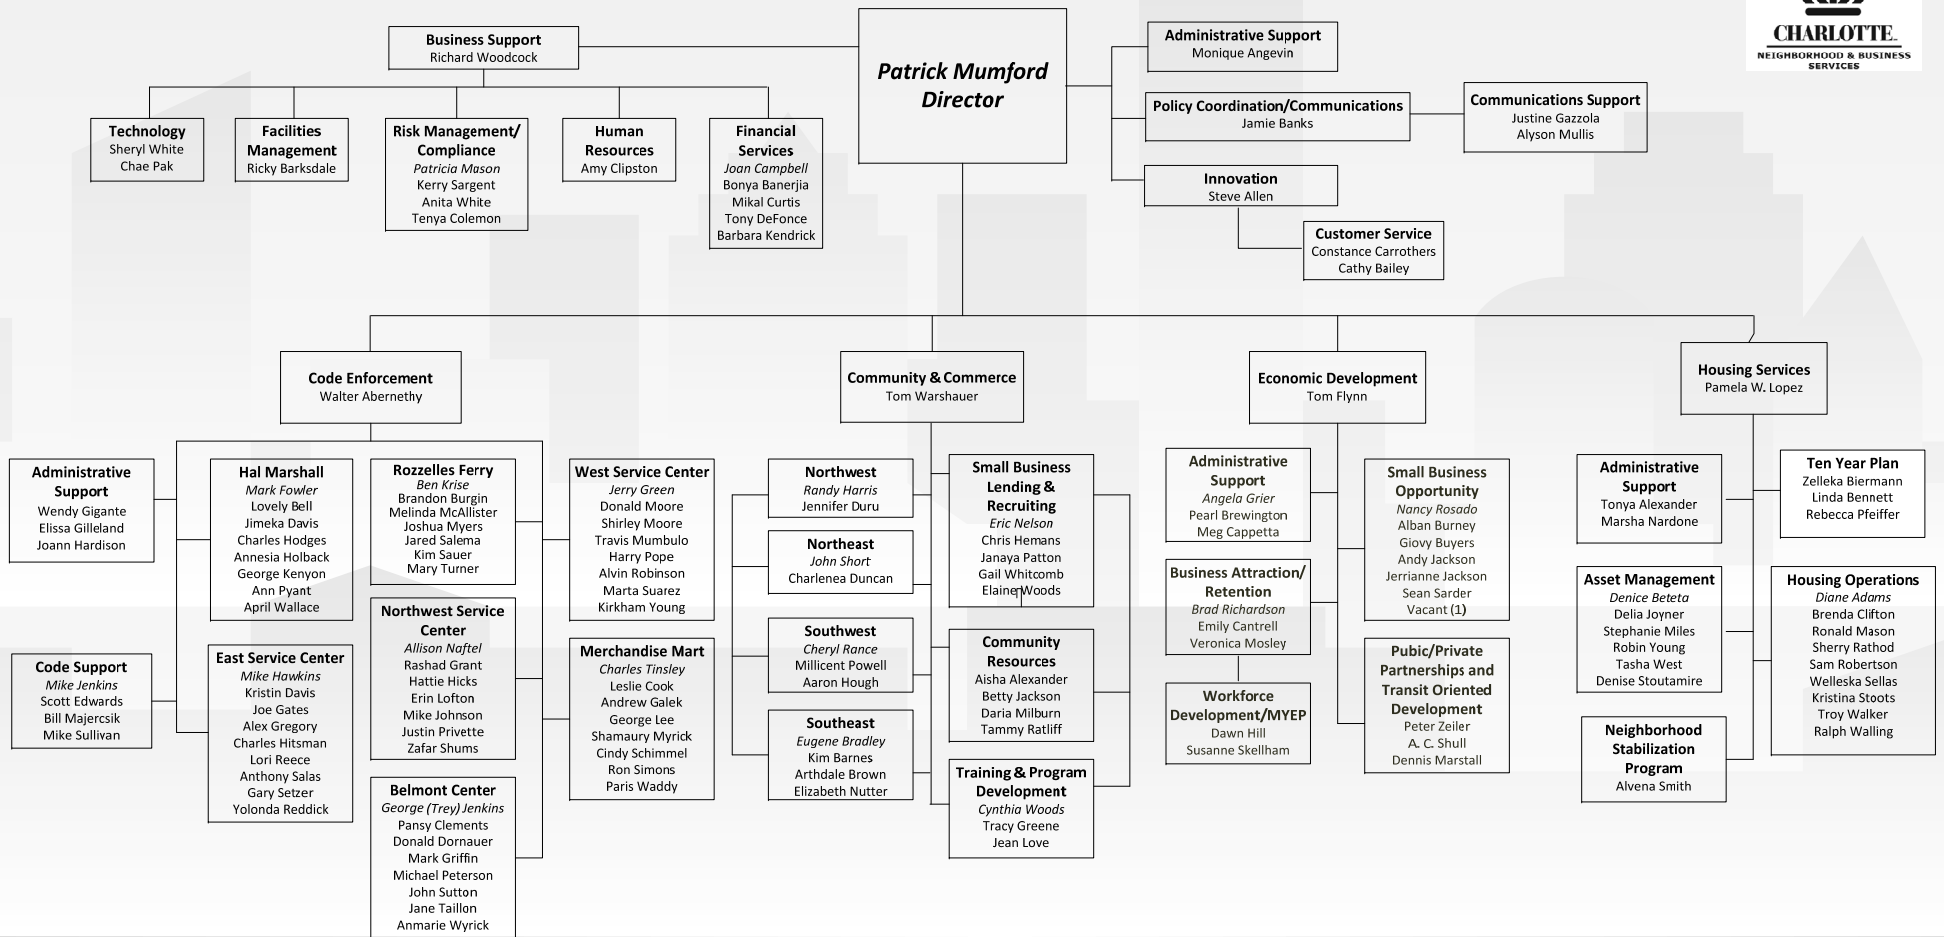 CHARLOTTE™
NEIGHBORHOOD & BUSINESS
SERVICES
Patrick Mumford
Director
Business Support
Richard Woodcock
Technology
Sheryl White
Chae Pak
Facilities
Management
Ricky Barksdale
Risk Management/
Compliance
Patricia Mason
Kerry Sargent
Anita White
Tenya Colemon
Human
Resources
Amy Clipston
Financial
Services
Joan Campbell
Bonya Banerjia
Mikal Curtis
Tony DeFonce
Barbara Kendrick
Administrative Support
Monique Angevin
Policy Coordination/Communications
Jamie Banks
Communications Support
Justine Gazzola
Alyson Mullis
Innovation
Steve Allen
Customer Service
Constance Carrothers
Cathy Bailey
Code Enforcement
Walter Abernethy
Administrative
Support
Wendy Gigante
Elissa Gilleland
Joann Hardison
Code Support
Mike Jenkins
Scott Edwards
Bill Majercsik
Mike Sullivan
Hal Marshall
Mark Fowler
Lovely Bell
Jimeka Davis
Charles Hodges
Annesia Holback
George Kenyon
Ann Pyant
April Wallace
East Service Center
Mike Hawkins
Kristin Davis
Joe Gates
Alex Gregory
Charles Hitsman
Lori Reece
Anthony Salas
Gary Setzer
Yolonda Reddick
Rozzelles Ferry
Ben Krise
Brandon Burgin
Melinda McAllister
Joshua Myers
Jared Salema
Kim Sauer
Mary Turner
Northwest Service
Center
Allison Naftel
Rashad Grant
Hattie Hicks
Erin Lofton
Mike Johnson
Justin Privette
Zafar Shums
Belmont Center
George (Trey) Jenkins
Pansy Clements
Donald Dornauer
Mark Griffin
Michael Peterson
John Sutton
Jane Taillon
Anmarie Wyrick
West Service Center
Jerry Green
Donald Moore
Shirley Moore
Travis Mumbulo
Harry Pope
Alvin Robinson
Marta Suarez
Kirkham Young
Merchandise Mart
Charles Tinsley
Leslie Cook
Andrew Galek
George Lee
Shamaury Myrick
Cindy Schimmel
Ron Simons
Paris Waddy
Community & Commerce
Tom Warshauer
Northwest
Randy Harris
Jennifer Duru
Northeast
John Short
Charlenea Duncan
Southwest
Cheryl Rance
Millicent Powell
Aaron Hough
Southeast
Eugene Bradley
Kim Barnes
Arthdale Brown
Elizabeth Nutter
Small Business
Lending &
Recruiting
Eric Nelson
Chris Hemans
Janaya Patton
Gail Whitcomb
Elaine Woods
Community
Resources
Aisha Alexander
Betty Jackson
Daria Milburn
Tammy Ratliff
Training & Program
Development
Cynthia Woods
Tracy Greene
Jean Love
Economic Development
Tom Flynn
Administrative
Support
Angela Grier
Pearl Brewington
Meg Cappetta
Business Attraction/
Retention
Brad Richardson
Emily Cantrell
Veronica Mosley
Workforce
Development/MYEP
Dawn Hill
Susanne Skellham
Small Business
Opportunity
Nancy Rosado
Alban Burney
Giovy Buyers
Andy Jackson
Jerrianne Jackson
Sean Sarder
Vacant (1)
Pubic/Private
Partnerships and
Transit Oriented
Development
Peter Zeiler
A. C. Shull
Dennis Marstall
Housing Services
Pamela W. Lopez
Administrative
Support
Tonya Alexander
Marsha Nardone
Asset Management
Denice Beteta
Delia Joyner
Stephanie Miles
Robin Young
Tasha West
Denise Stoutamire
Neighborhood
Stabilization
Program
Alvena Smith
Ten Year Plan
Zelleka Biermann
Linda Bennett
Rebecca Pfeiffer
Housing Operations
Diane Adams
Brenda Clifton
Ronald Mason
Sherry Rathod
Sam Robertson
Welleska Sellas
Kristina Stoots
Troy Walker
Ralph Walling